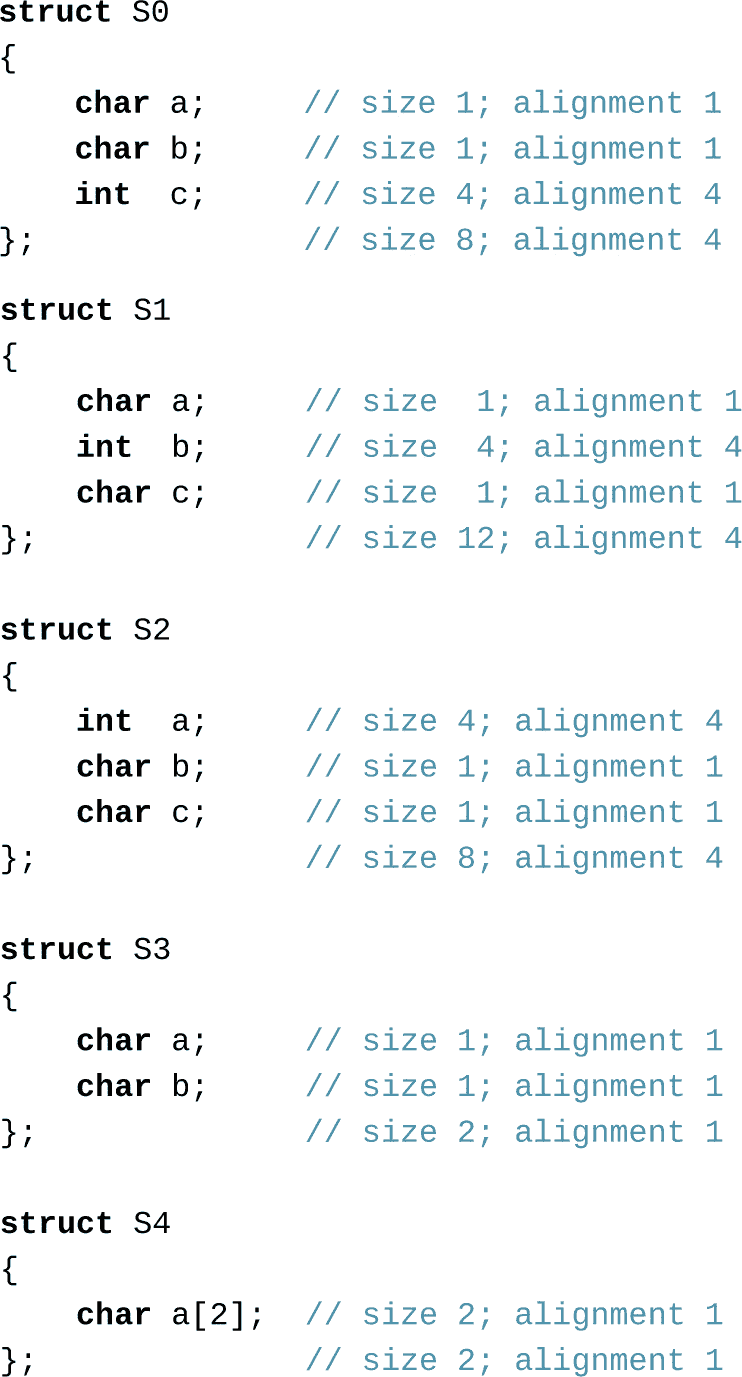 struct S0
{
    char a;     // size 1; alignment 1
    char b;     // size 1; alignment 1
    int  c;     // size 4; alignment 4
};              // size 8; alignment 4
struct S1
{
    char a;     // size  1; alignment 1
    int  b;     // size  4; alignment 4
    char c;     // size  1; alignment 1
};              // size 12; alignment 4
struct S2
{
    int  a;     // size 4; alignment 4
    char b;     // size 1; alignment 1
    char c;     // size 1; alignment 1
};              // size 8; alignment 4
struct S3
{
    char a;     // size 1; alignment 1
    char b;     // size 1; alignment 1
};              // size 2; alignment 1
struct S4
{
    char a[2];  // size 2; alignment 1
};              // size 2; alignment 1